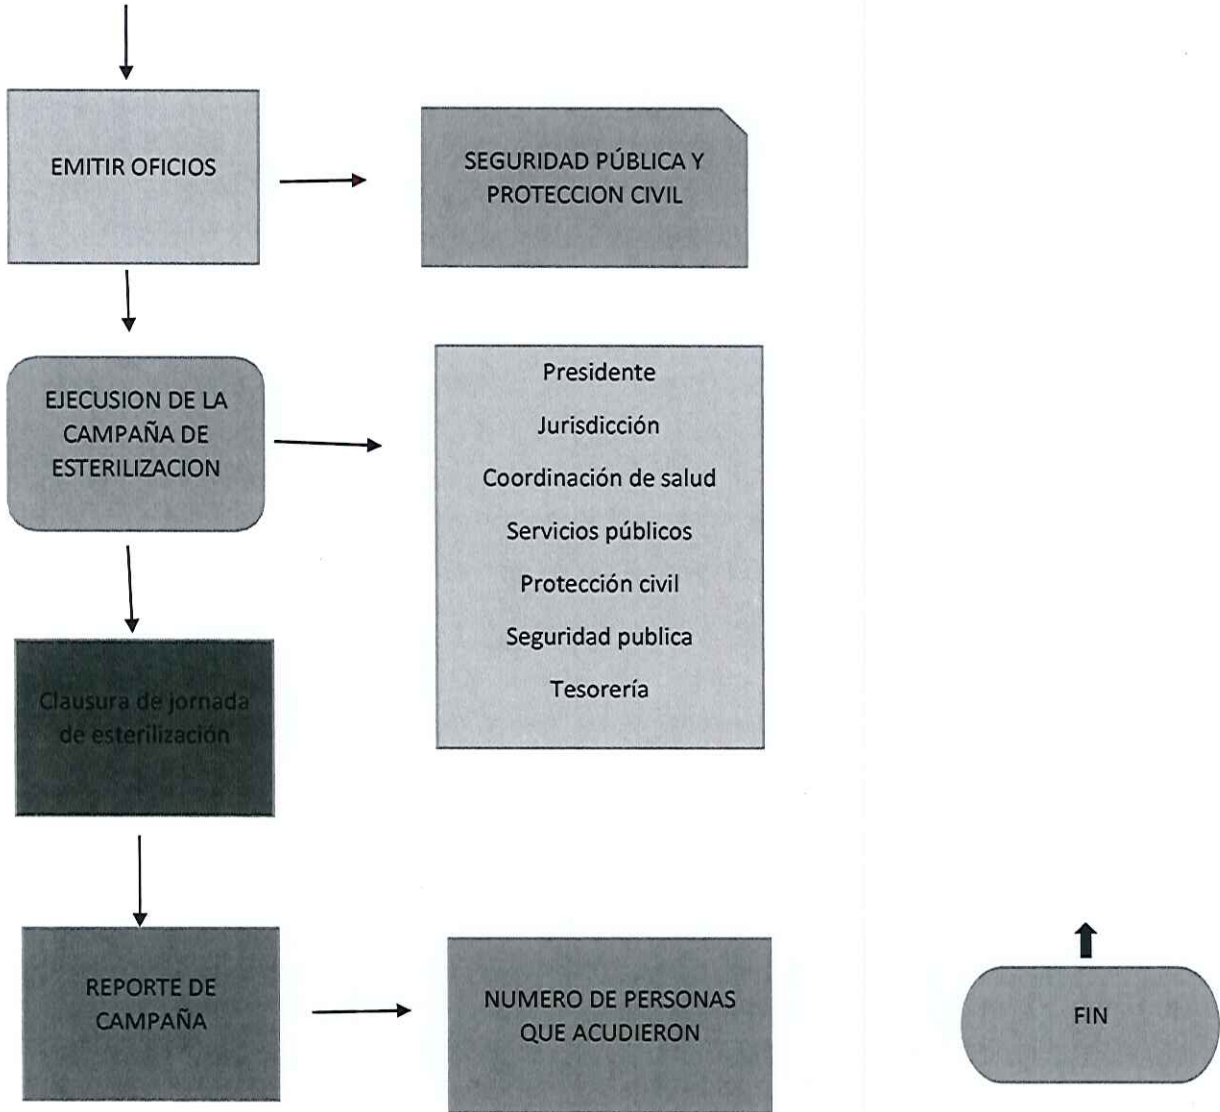 EMITIR OFICIOS
SEGURIDAD PÚBLICA Y
PROTECCION CIVIL
EJECUSION DE LA
CAMPAÑA DE
ESTERILIZACION
Presidente
Jurisdicción
Coordinación de salud
Servicios públicos
Protección civil
Seguridad publica
Tesorería
Clausura de jornada
de esterilización
REPORTE DE
CAMPAÑA
NUMERO DE PERSONAS
QUE ACUDIERON
FIN